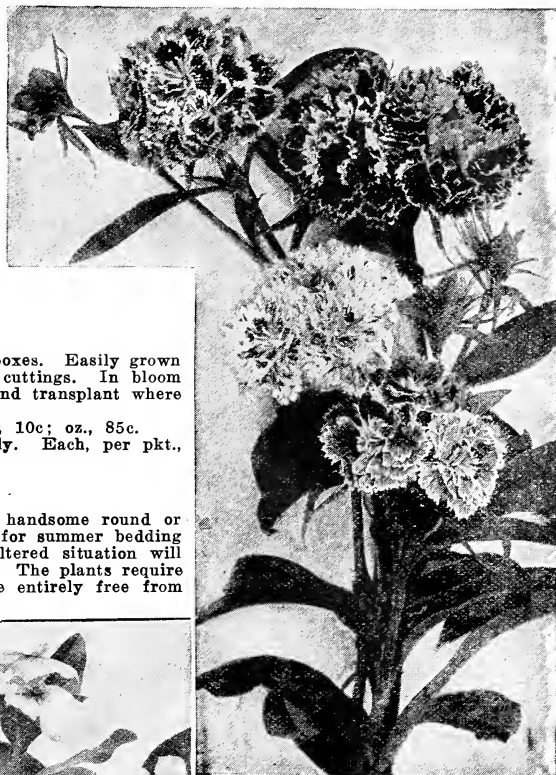 boxes. Easily grown
cuttings. In bloom
nd transplant where
, 10c; oz., 85c.
ly. Each, per pkt.,
handsome round or
for summer bedding
ltered situation will
The plants require
e entirely free from